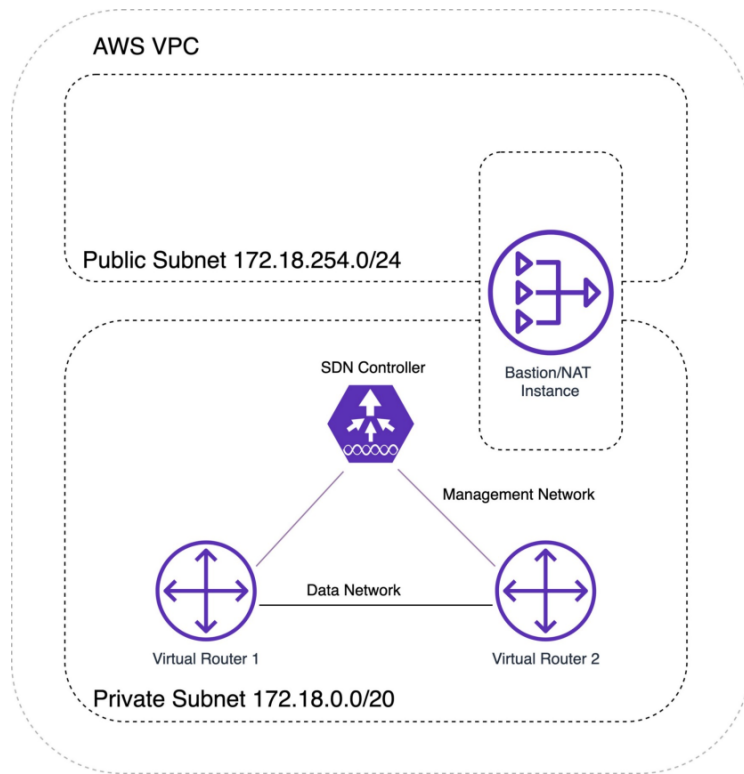 AWS VPC
Public Subnet 172.18.254.0/24
Bastion/NAT
Instance
SDN Controller
Management Network
Data Network
Virtual Router 1
Virtual Router 2
Private Subnet 172.18.0.0/20